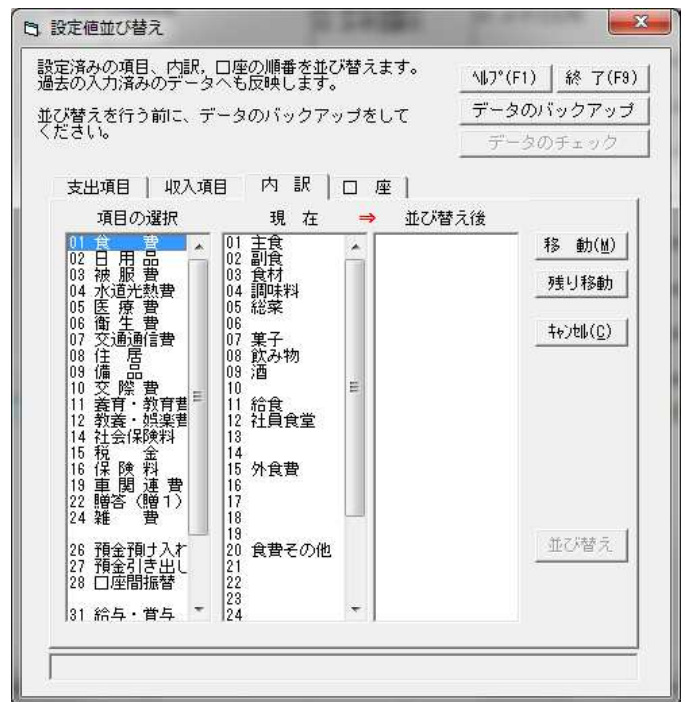 設定値並び替え
設定済みの項目、内訳，口座の順番を並び替えます。
過去の入力済みのデータへも反映します。
並び替えを行う前に、データのバックアップをして
ください。
ﾍﾙﾌﾟ(F1)
終 了(F9)
データのバックアップ
データのチェック
支出項目
収入項目
内 訳
口 座
項目の選択
現 在
⇒
並び替え後
01 食　　費
02 日 用 品
03 被 服 費
04 水道光熱費
05 医 療 費
06 衛 生 費
07 交通通信費
08 住　　居
09 備　　品
10 交 際 費
11 養育・教育費
12 教養・娯楽費
14 社会保険料
15 税　　金
16 保 険 料
19 車 関 連 費
22 贈答（贈１）
24 雑　　費
26 預金預け入れ
27 預金引き出し
28 口座間振替
31 給与・賞与
01 主食
02 副食
03 食材
04 調味料
05 総菜
06
07 菓子
08 飲み物
09 酒
10
11 給食
12 社員食堂
13
14
15 外食費
16
17
18
19
20 食費その他
21
22
23
24
移 動(M)
残り移動
ｷｬﾝｾﾙ(C)
並び替え